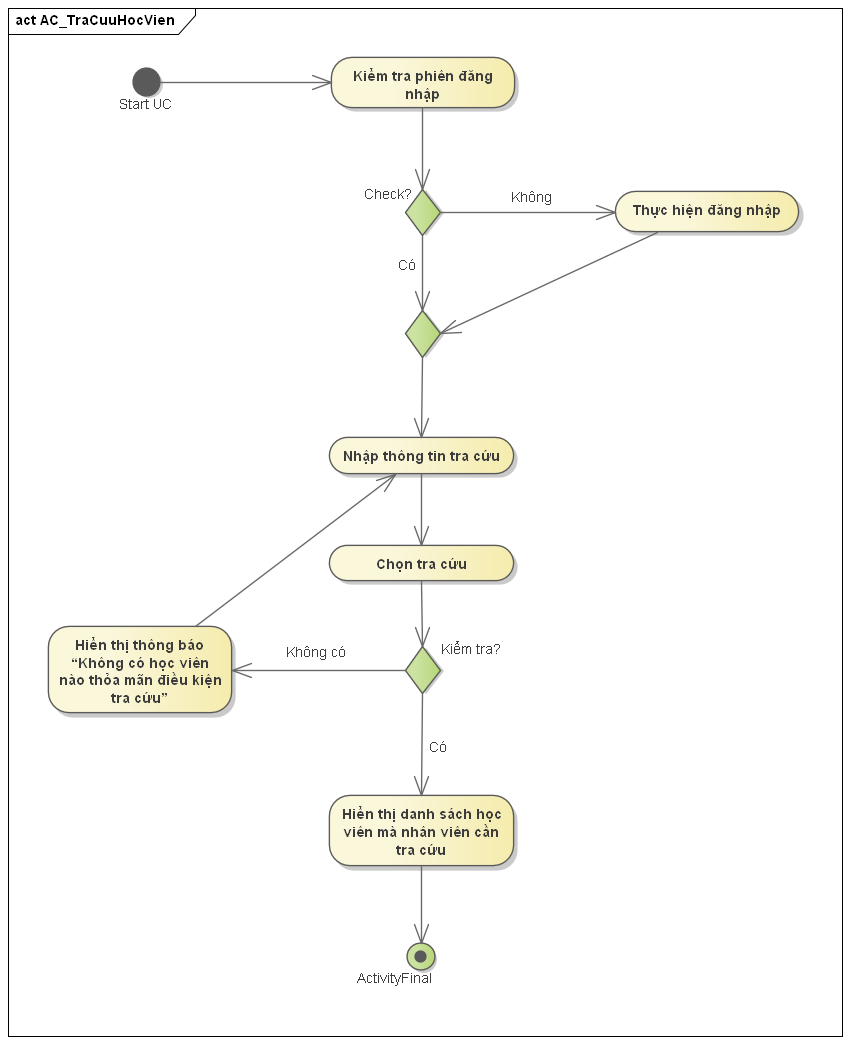 act AC_TraCuuHocVien
Kiểm tra phiên đăng
nhập
Start UC
Check?
Không
Thực hiện đăng nhập
Có
Nhập thông tin tra cứu
Chọn tra cứu
Hiển thị thông báo
“Không có học viên
nào thỏa mãn điều kiện
tra cứu”
Không có
Kiểm tra?
Có
Hiển thị danh sách học
viên mà nhân viên cần
tra cứu
ActivityFinal